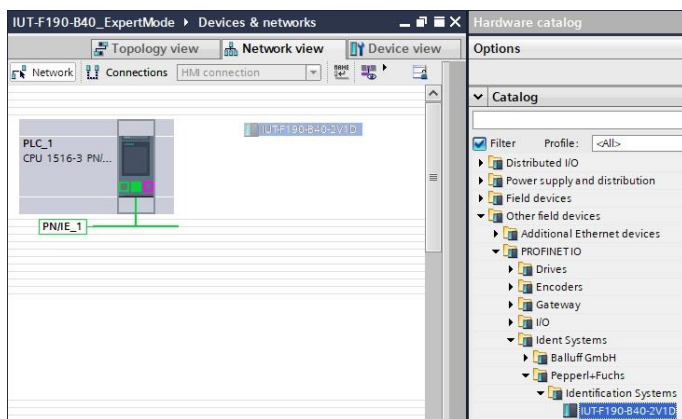 IUT-F190-B40_ExpertMode ▸ Devices & networks
Topology view Network view Device view
Network Connections HMI connection
IUT-F190-B40-2V1D
PLC_1
CPU 1516-3 PN/...
PN/IE_1
Hardware catalog
Options
Catalog
Filter Profile: <All>
Distributed I/O
Power supply and distribution
Field devices
Other field devices
Additional Ethernet devices
PROFINET IO
Drives
Encoders
Gateway
I/O
Ident Systems
Balluff GmbH
Pepperl+Fuchs
Identification Systems
IUT-F190-B40-2V1D